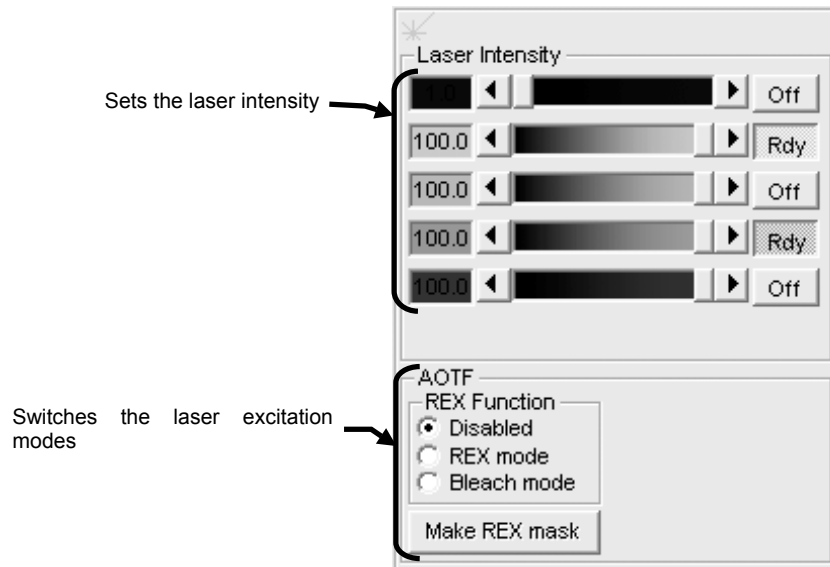 Laser Intensity
Sets the laser intensity
1.0 Off
100.0 Rdy
100.0 Off
100.0 Rdy
100.0 Off
AOTF
REX Function
Disabled
REX mode
Bleach mode
Make REX mask
Switches the laser excitation
modes